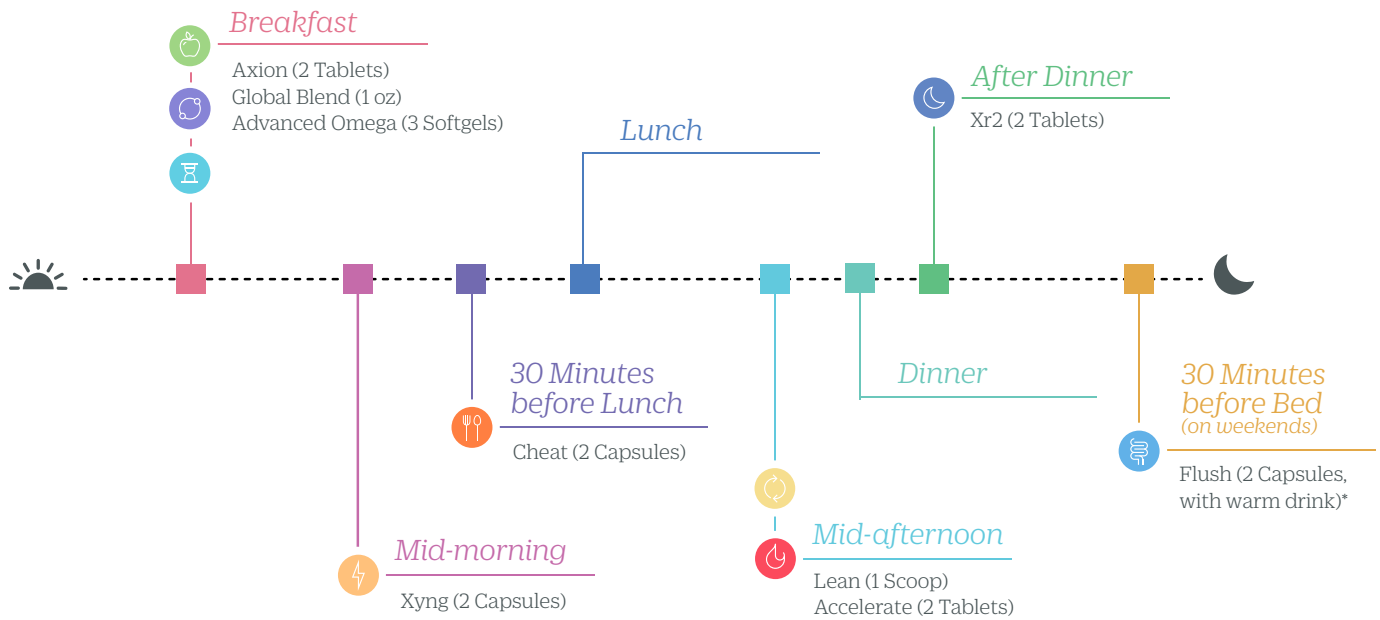 Breakfast
Axion (2 Tablets)
Global Blend (1 oz)
Advanced Omega (3 Softgels)
Mid-morning
Xyng (2 Capsules)
30 Minutes
before Lunch
Cheat (2 Capsules)
Lunch
Mid-afternoon
Lean (1 Scoop)
Accelerate (2 Tablets)
Dinner
After Dinner
Xr2 (2 Tablets)
30 Minutes
before Bed
(on weekends)
Flush (2 Capsules,
with warm drink)*